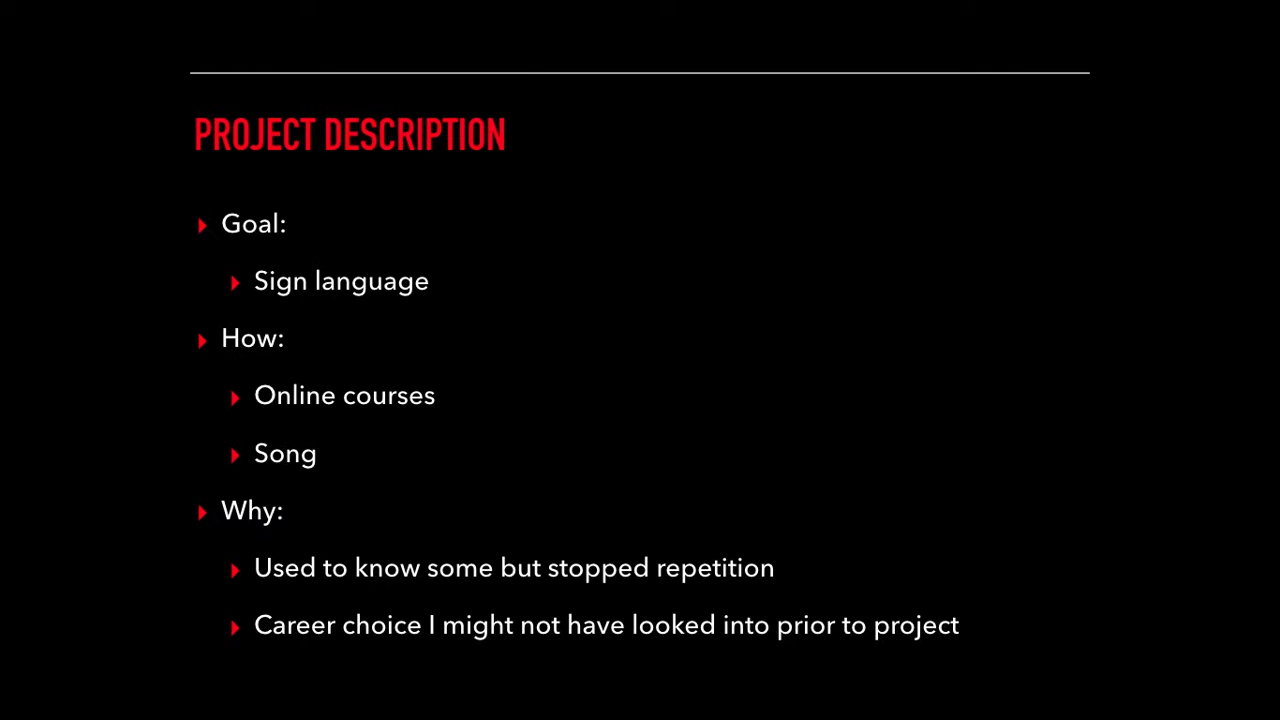 PROJECT DESCRIPTION
Goal:
Sign language
How:
Online courses
Song
Why:
Used to know some but stopped repetition
Career choice I might not have looked into prior to project